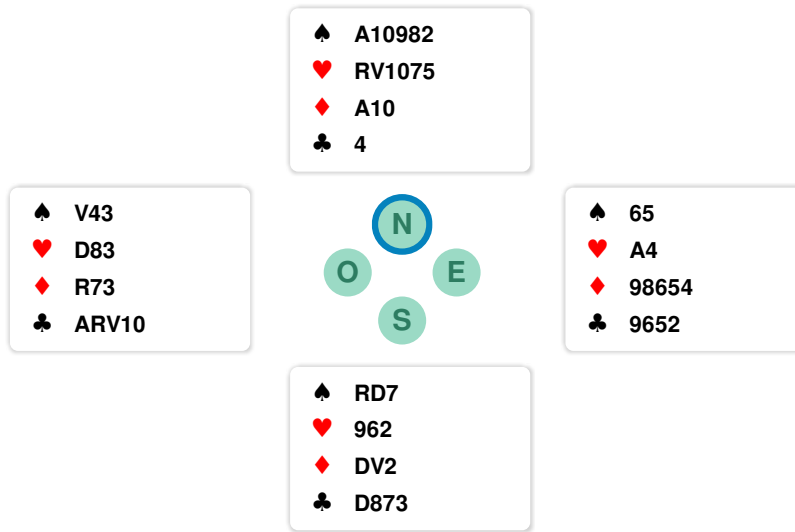 ♠ A10982
♥ RV1075
♦ A10
♣ 4
♠ V43
♥ D83
♦ R73
♣ ARV10
N
O E
S
♠ 65
♥ A4
♦ 98654
♣ 9652
♠ RD7
♥ 962
♦ DV2
♣ D873